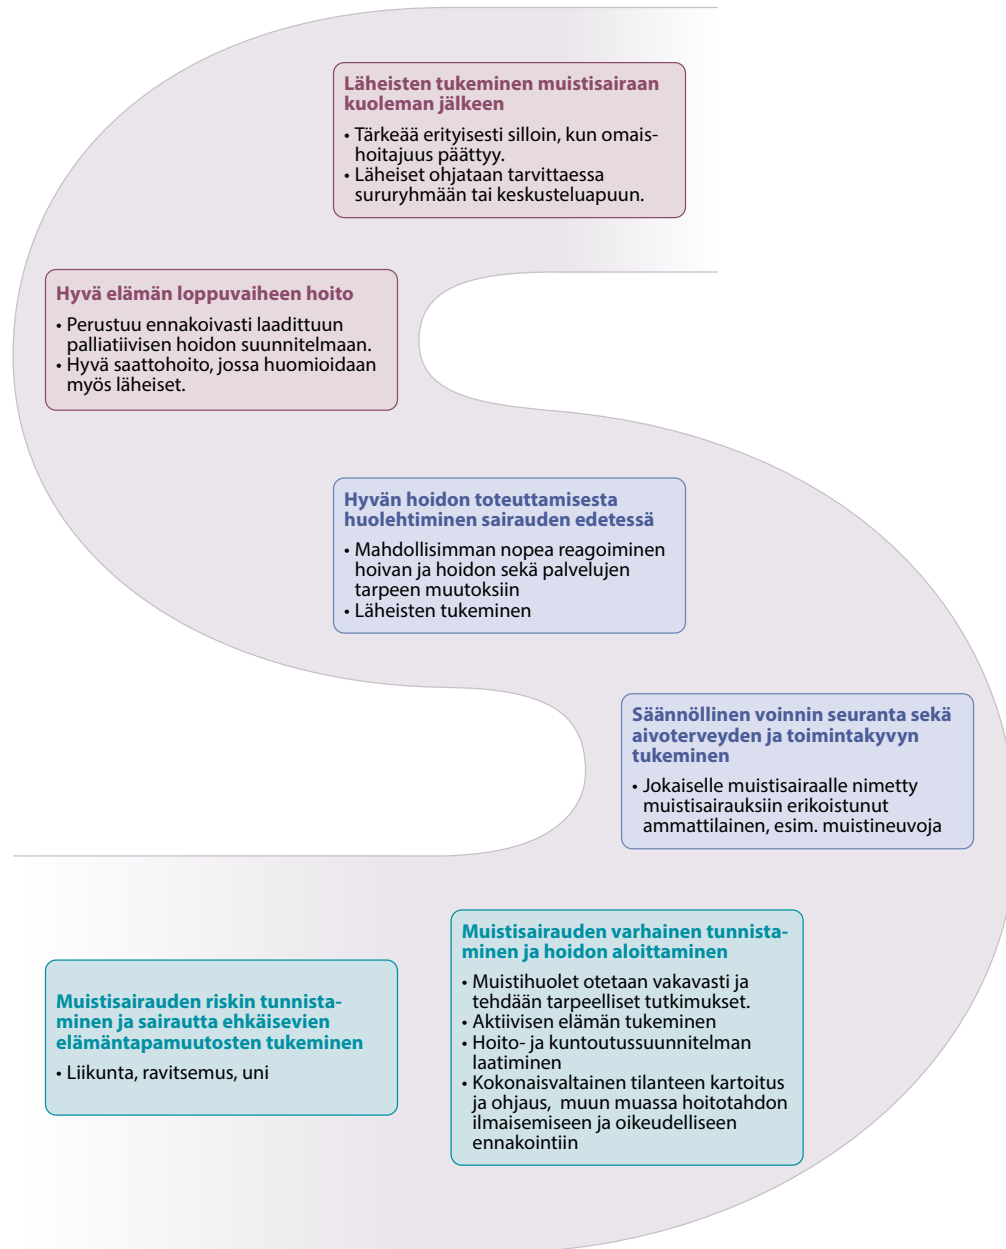 Läheisten tukeminen muistisairaan
kuoleman jälkeen
• Tärkeää erityisesti silloin, kun omais-
hoitajuus päättyy.
• Läheiset ohjataan tarvittaessa
sururyhmään tai keskusteluapuun.
Hyvä elämän loppuvaiheen hoito
• Perustuu ennakoivasti laadittuun
palliatiivisen hoidon suunnitelmaan.
• Hyvä saattohoito, jossa huomioidaan
myös läheiset.
Hyvän hoidon toteuttamisesta
huolehtiminen sairauden edetessä
• Mahdollisimman nopea reagoiminen
hoivan ja hoidon sekä palvelujen
tarpeen muutoksiin
• Läheisten tukeminen
Säännöllinen voinnin seuranta sekä
aivoterveyden ja toimintakyvyn
tukeminen
• Jokaiselle muistisairaalle nimetty
muistisairauksiin erikoistunut
ammattilainen, esim. muistineuvoja
Muistisairauden varhainen tunnista-
minen ja hoidon aloittaminen
• Muistihuolet otetaan vakavasti ja
tehdään tarpeelliset tutkimukset.
• Aktiivisen elämän tukeminen
• Hoito- ja kuntoutussuunnitelman
laatiminen
• Kokonaisvaltainen tilanteen kartoitus
ja ohjaus, muun muassa hoitotahdon
ilmaisemiseen ja oikeudelliseen
ennakointiin
Muistisairauden riskin tunnista-
minen ja sairautta ehkäisevien
elämäntapamuutosten tukeminen
• Liikunta, ravitsemus, uni